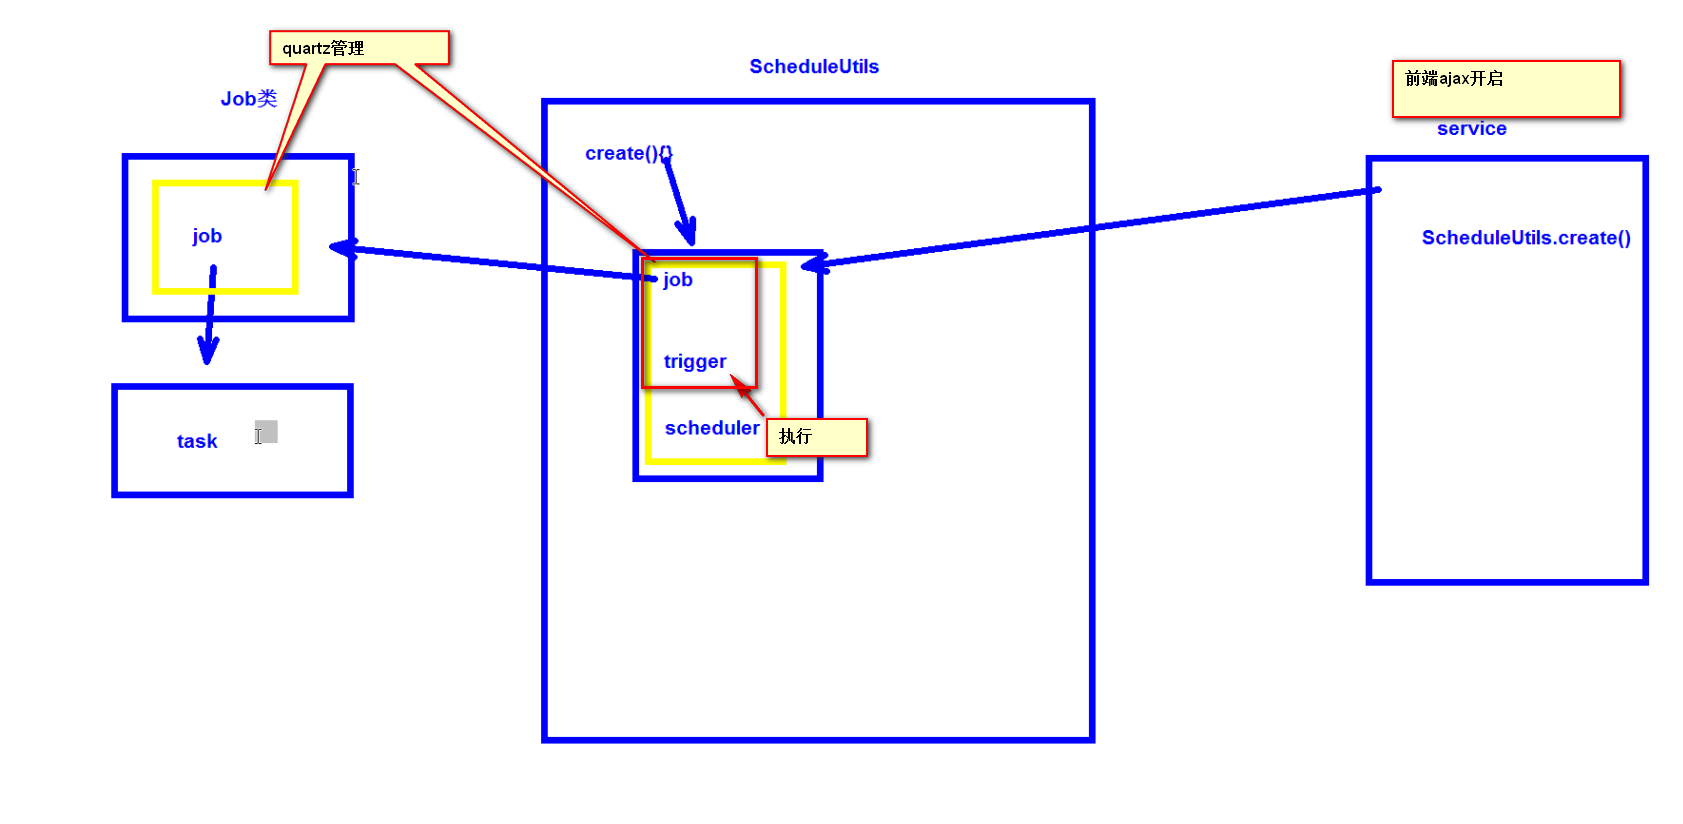 quartz管理
Job类
job
task
ScheduleUtils
create(){}
job
trigger
scheduler
执行
前端ajax开启
service
ScheduleUtils.create()